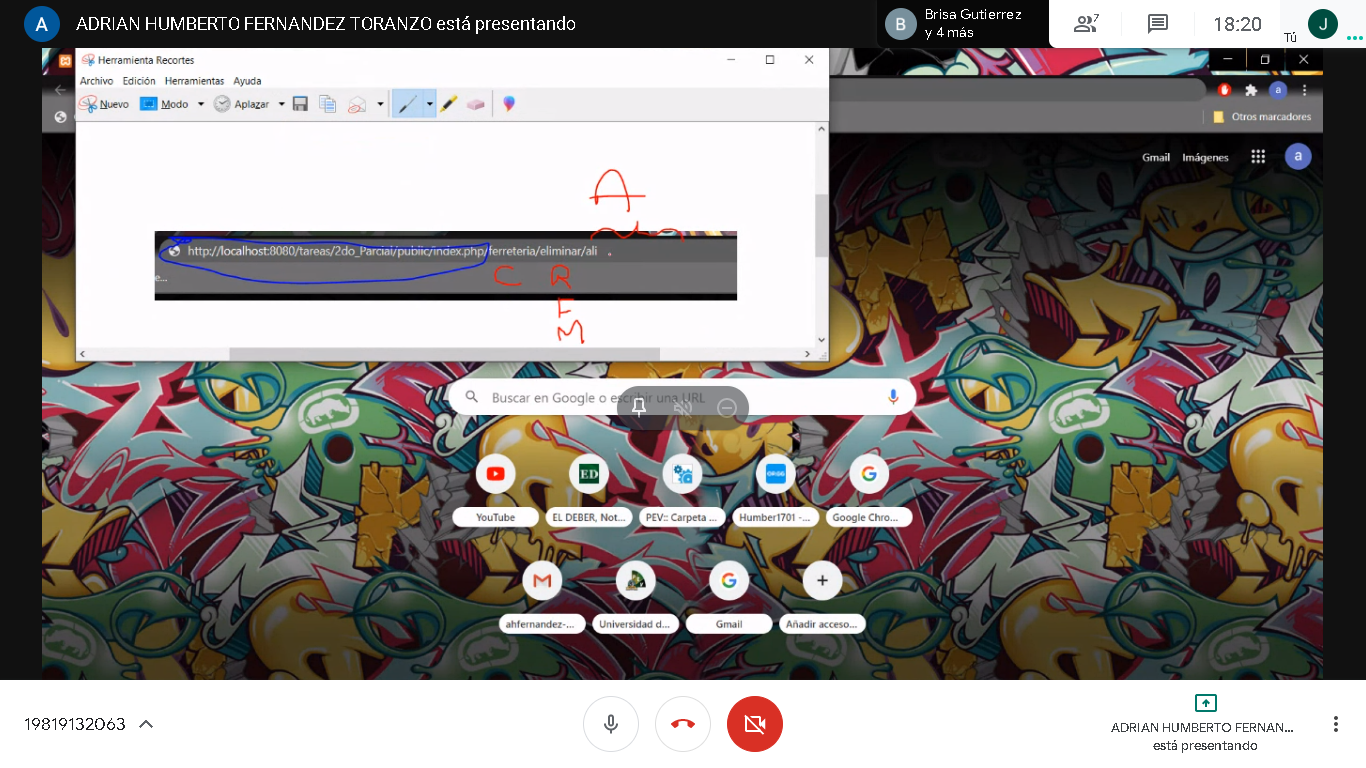 A ADRIAN HUMBERTO FERNANDEZ TORANZO está presentando
B Brisa Gutierrez
y 4 más
7
18:20
Tú
J
Herramienta Recortes
Archivo Edición Herramientas Ayuda
Nuevo Modo Aplazar
A
http://localhost:8080/tareas/2do_Parcial/public/index.php/ferreteria/eliminar/ali
e...
C R
F
M
a
Otros marcadores
Gmail Imágenes a
Buscar en Google o escribir una URL
ED
YouTube EL DEBER, Not... PEV:: Carpeta ... Humber1701 -... Google Chro...
ahfernandez-... Universidad d... Gmail Añadir acceso...
19819132063
ADRIAN HUMBERTO FERNAN...
está presentando